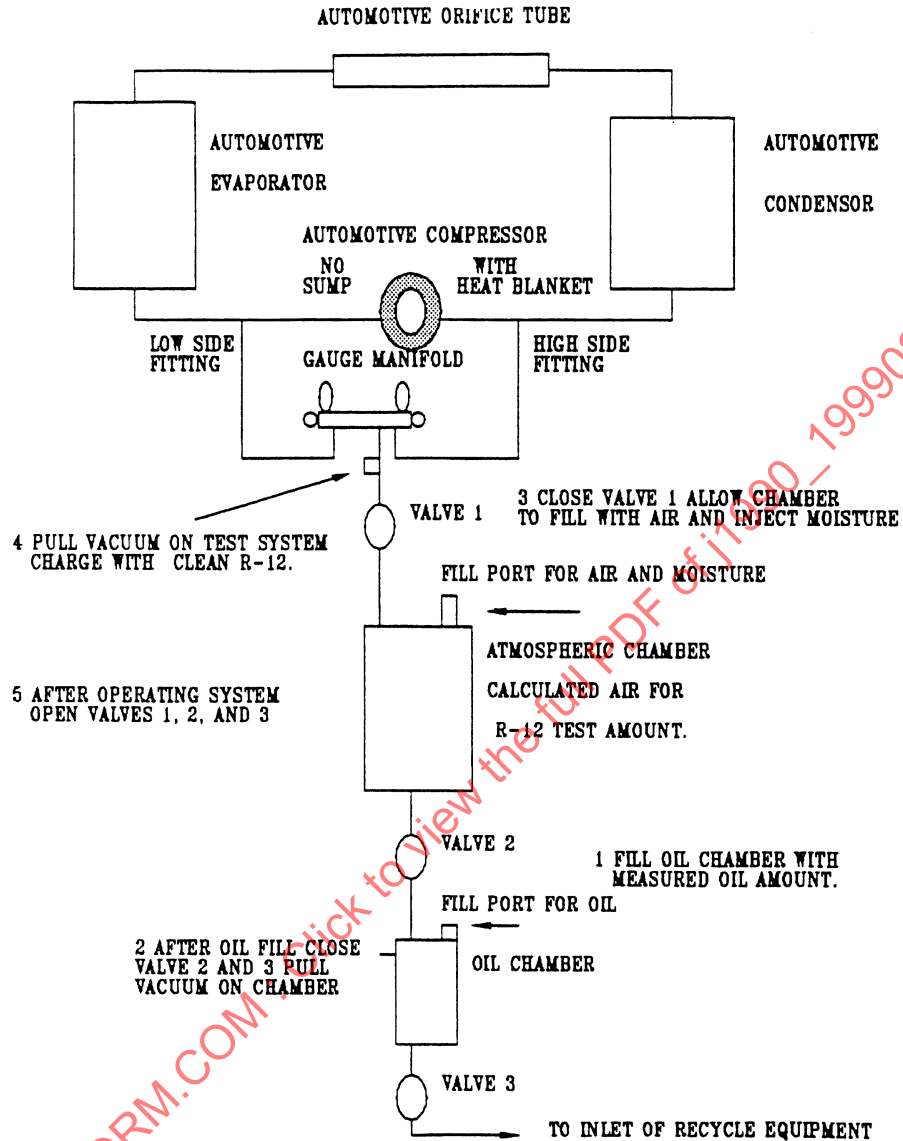 AUTOMOTIVE ORIFICE TUBE
AUTOMOTIVE
EVAPORATOR
AUTOMOTIVE
CONDENSOR
AUTOMOTIVE COMPRESSOR
NO
SUMP
WITH
HEAT BLANKET
LOW SIDE
FITTING
GAUGE MANIFOLD
HIGH SIDE
FITTING
VALVE 1
3 CLOSE VALVE 1 ALLOW CHAMBER
TO FILL WITH AIR AND INJECT MOISTURE
4 PULL VACUUM ON TEST SYSTEM
CHARGE WITH CLEAN R-12.
FILL PORT FOR AIR AND MOISTURE
ATMOSPHERIC CHAMBER
CALCULATED AIR FOR
R-12 TEST AMOUNT.
5 AFTER OPERATING SYSTEM
OPEN VALVES 1, 2, AND 3
VALVE 2
1 FILL OIL CHAMBER WITH
MEASURED OIL AMOUNT.
FILL PORT FOR OIL
2 AFTER OIL FILL CLOSE
VALVE 2 AND 3 PULL
VACUUM ON CHAMBER
OIL CHAMBER
VALVE 3
TO INLET OF RECYCLE EQUIPMENT
RM.COM : Click to view the full PDF of j1990_19990